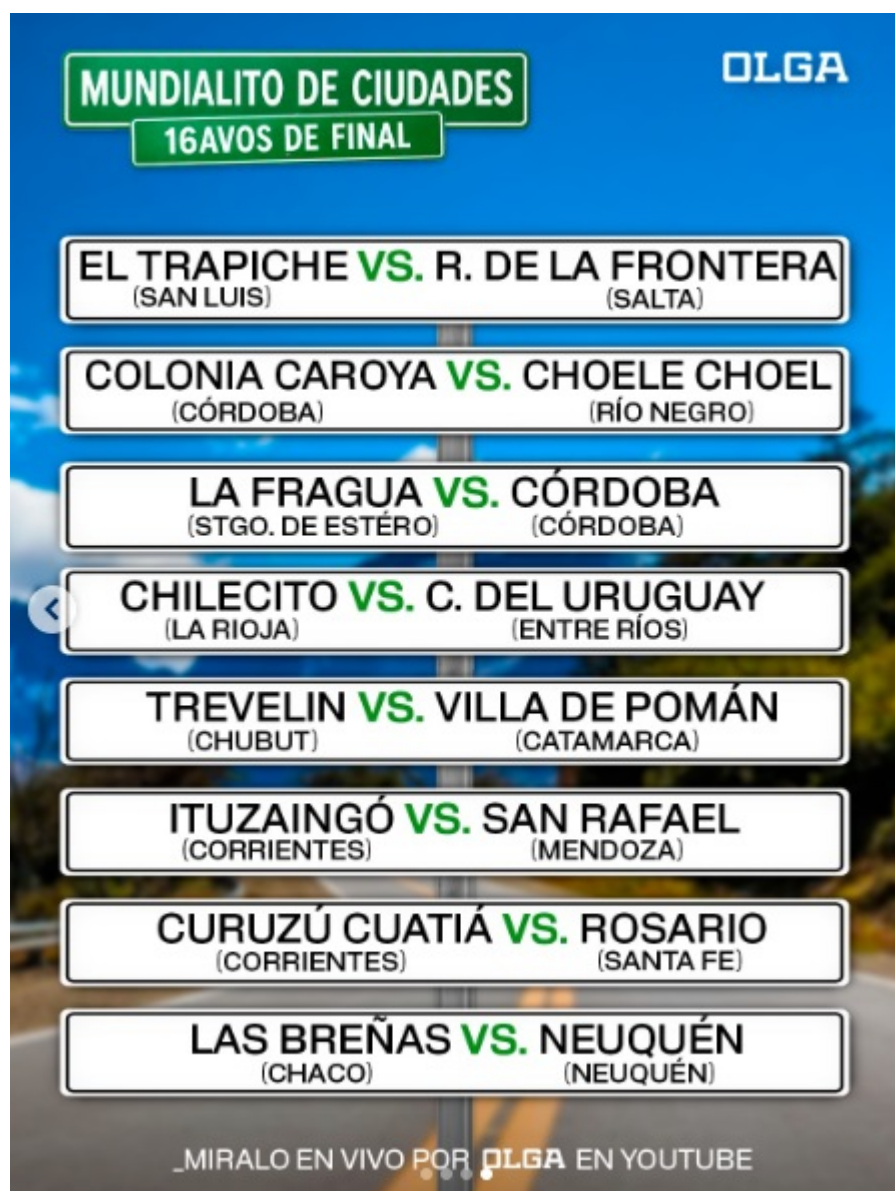 OLGA
MUNDIALITO DE CIUDADES
16AVOS DE FINAL
EL TRAPICHE VS. R. DE LA FRONTERA
(SAN LUIS) (SALTA)
COLONIA CAROYA VS. CHOELE CHOEL
(CÓRDOBA) (RÍO NEGRO)
LA FRAGUA VS. CÓRDOBA
(STGO. DE ESTÉRO) (CÓRDOBA)
CHILECITO VS. C. DEL URUGUAY
(LA RIOJA) (ENTRE RÍOS)
TREVELIN VS. VILLA DE POMÁN
(CHUBUT) (CATAMARCA)
ITUZAINGÓ VS. SAN RAFAEL
(CORRIENTES) (MENDOZA)
CURUZÚ CUATIÁ VS. ROSARIO
(CORRIENTES) (SANTA FE)
LAS BREÑAS VS. NEUQUÉN
(CHACO) (NEUQUÉN)
_MIRALO EN VIVO POR OLGA EN YOUTUBE